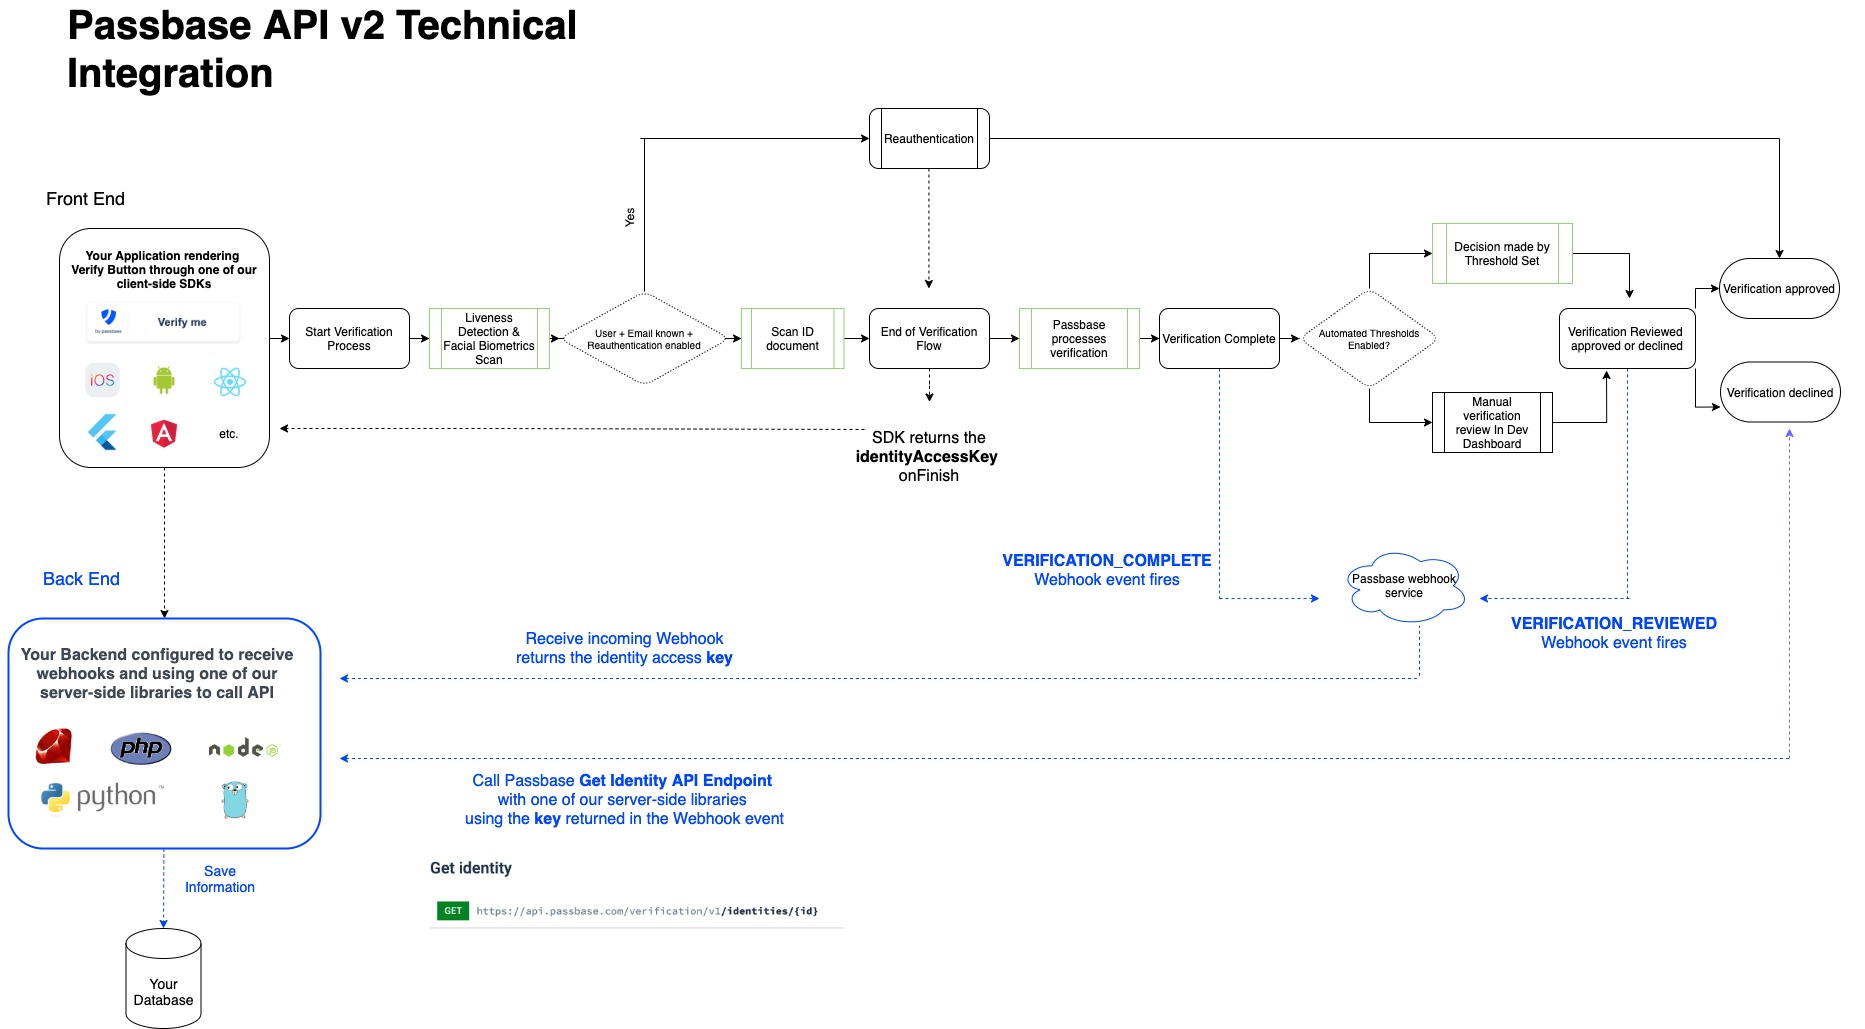 Passbase API v2 Technical
Integration
Reauthentication
Yes
Front End
Your Application rendering
Verify Button through one of our
client-side SDKs
by passbase
Verify me
iOS
etc.
Start Verification
Process
Liveness
Detection &
Facial Biometrics
Scan
User + Email known +
Reauthentication enabled
Scan ID
document
End of Verification
Flow
Passbase
processes
verification
Verification Complete
Automated Thresholds
Enabled?
Decision made by
Threshold Set
Manual
verification
review In Dev
Dashboard
Verification Reviewed
approved or declined
Verification approved
Verification declined
SDK returns the
identityAccessKey
onFinish
VERIFICATION_COMPLETE
Webhook event fires
Passbase webhook
service
VERIFICATION_REVIEWED
Webhook event fires
Back End
Your Backend configured to receive
webhooks and using one of our
server-side libraries to call API
php
node
JS
python™
Receive incoming Webhook
returns the identity access key
Call Passbase Get Identity API Endpoint
with one of our server-side libraries
using the key returned in the Webhook event
Save
Information
Get identity
GET https://api.passbase.com/verification/v1/identities/{id}
Your
Database